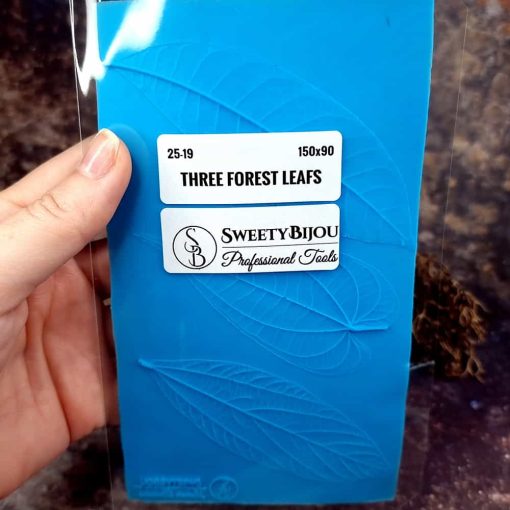 25-19 150x90
THREE FOREST LEAFS
SB
SWEETYBIJOU
Professional Tools